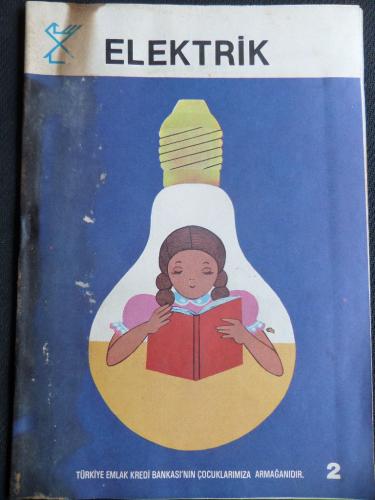 ELEKTRİK
TÜRKİYE EMLAK KREDİ BANKASI'NIN ÇOCUKLARIMIZA ARMAĞANIDIR.
2